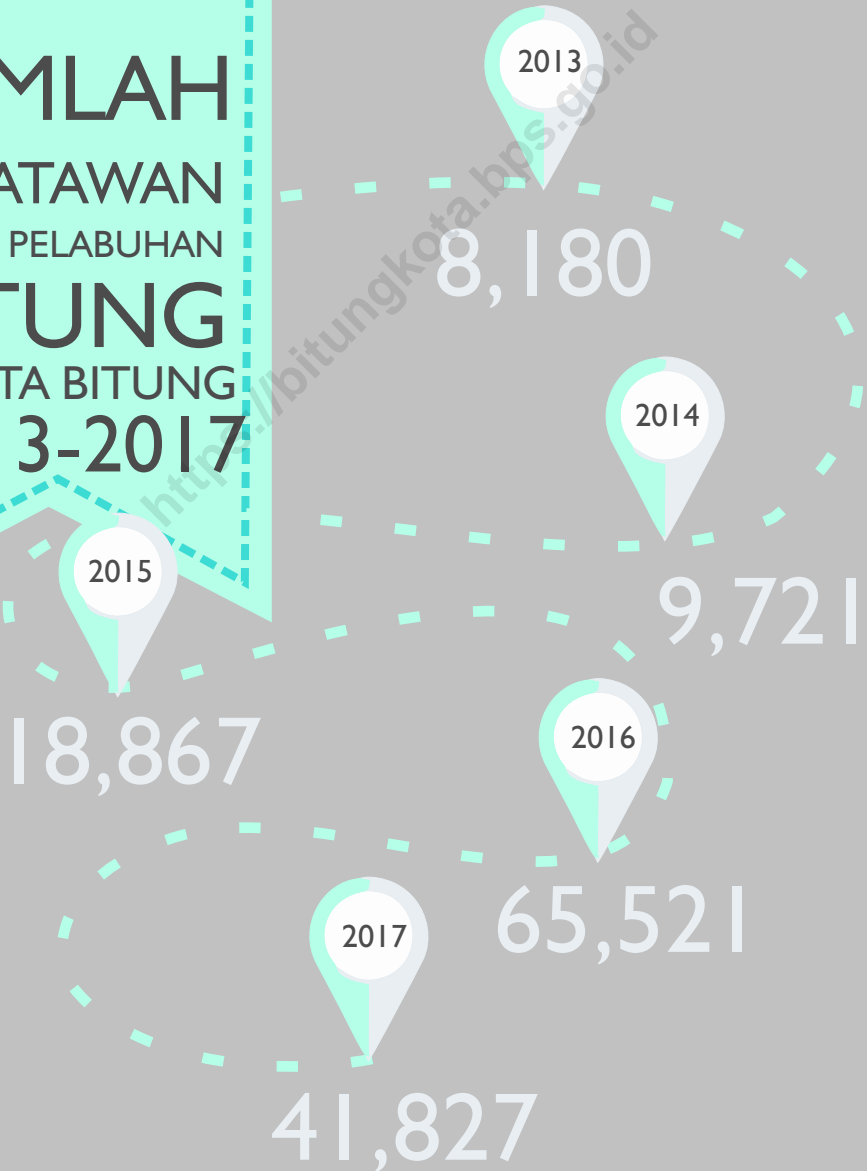 MLAH
ATAWAN
PELABUHAN
TUNG
TA BITUNG
3-2017
2013
8,180
2014
9,721
2015
18,867
2016
65,521
2017
41,827
https://bitungkota.bps.go.id